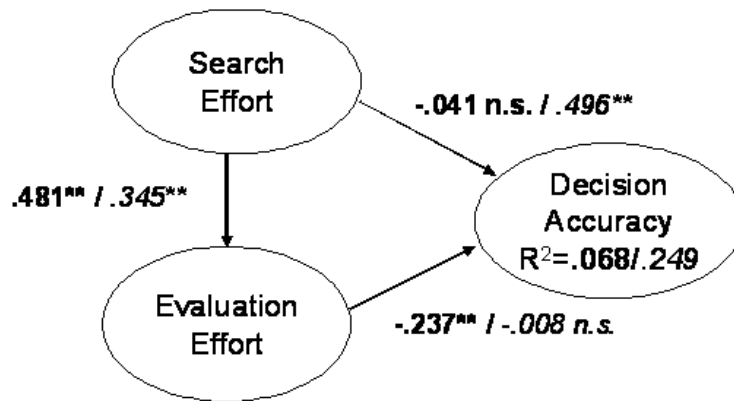 Search
Effort
-.041 n.s. / .496**
.481** / .345**
Decision
Accuracy
R²=.068/.249
Evaluation
Effort
-.237** / -.008 n.s.